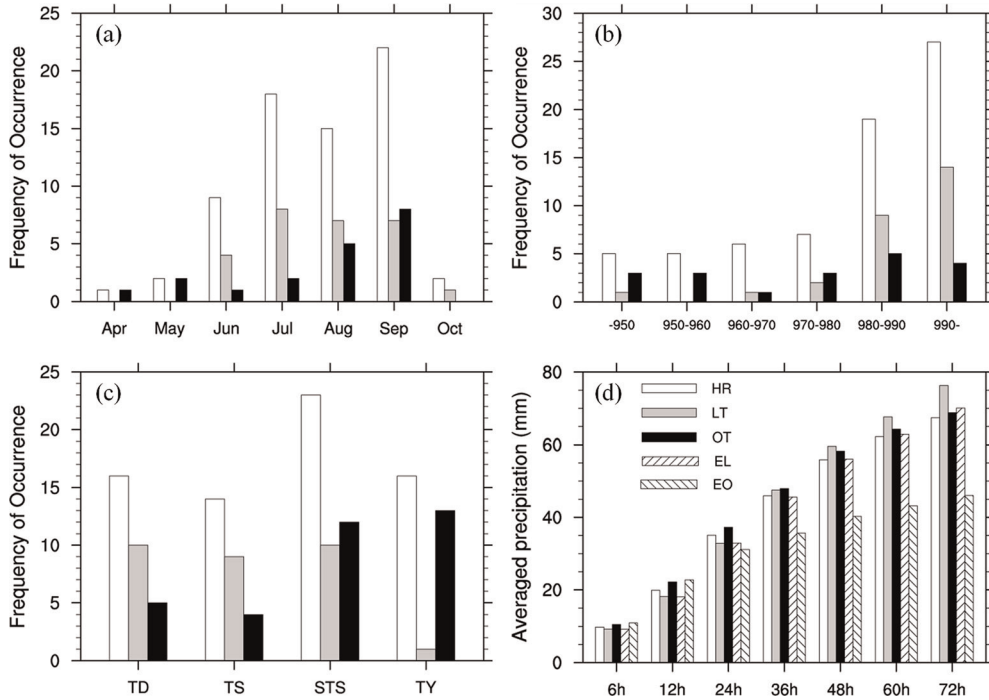 (a)
Frequency of Occurrence
25
20
15
10
5
0
Apr May Jun Jul Aug Sep Oct
(b)
Frequency of Occurrence
30
25
20
15
10
5
0
-950 950-960 960-970 970-980 980-990 990-
(c)
Frequency of Occurrence
25
20
15
10
5
0
TD TS STS TY
(d)
Averaged precipitation (mm)
80
60
40
20
0
HR
LT
OT
EL
EO
6h 12h 24h 36h 48h 60h 72h